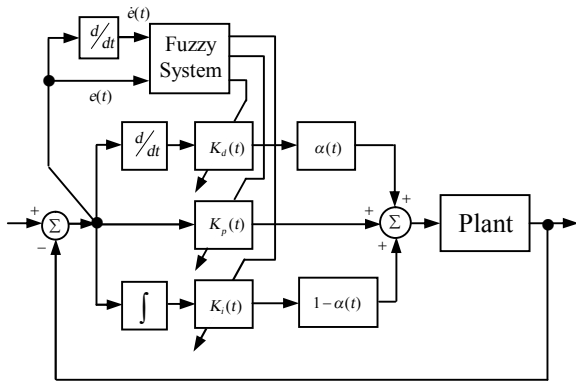 d/dt
ė(t)
Fuzzy
System
e(t)
d/dt
K_d(t)
α(t)
+
Σ
−
K_p(t)
+
+
Σ
+
Plant
∫
K_i(t)
1−α(t)